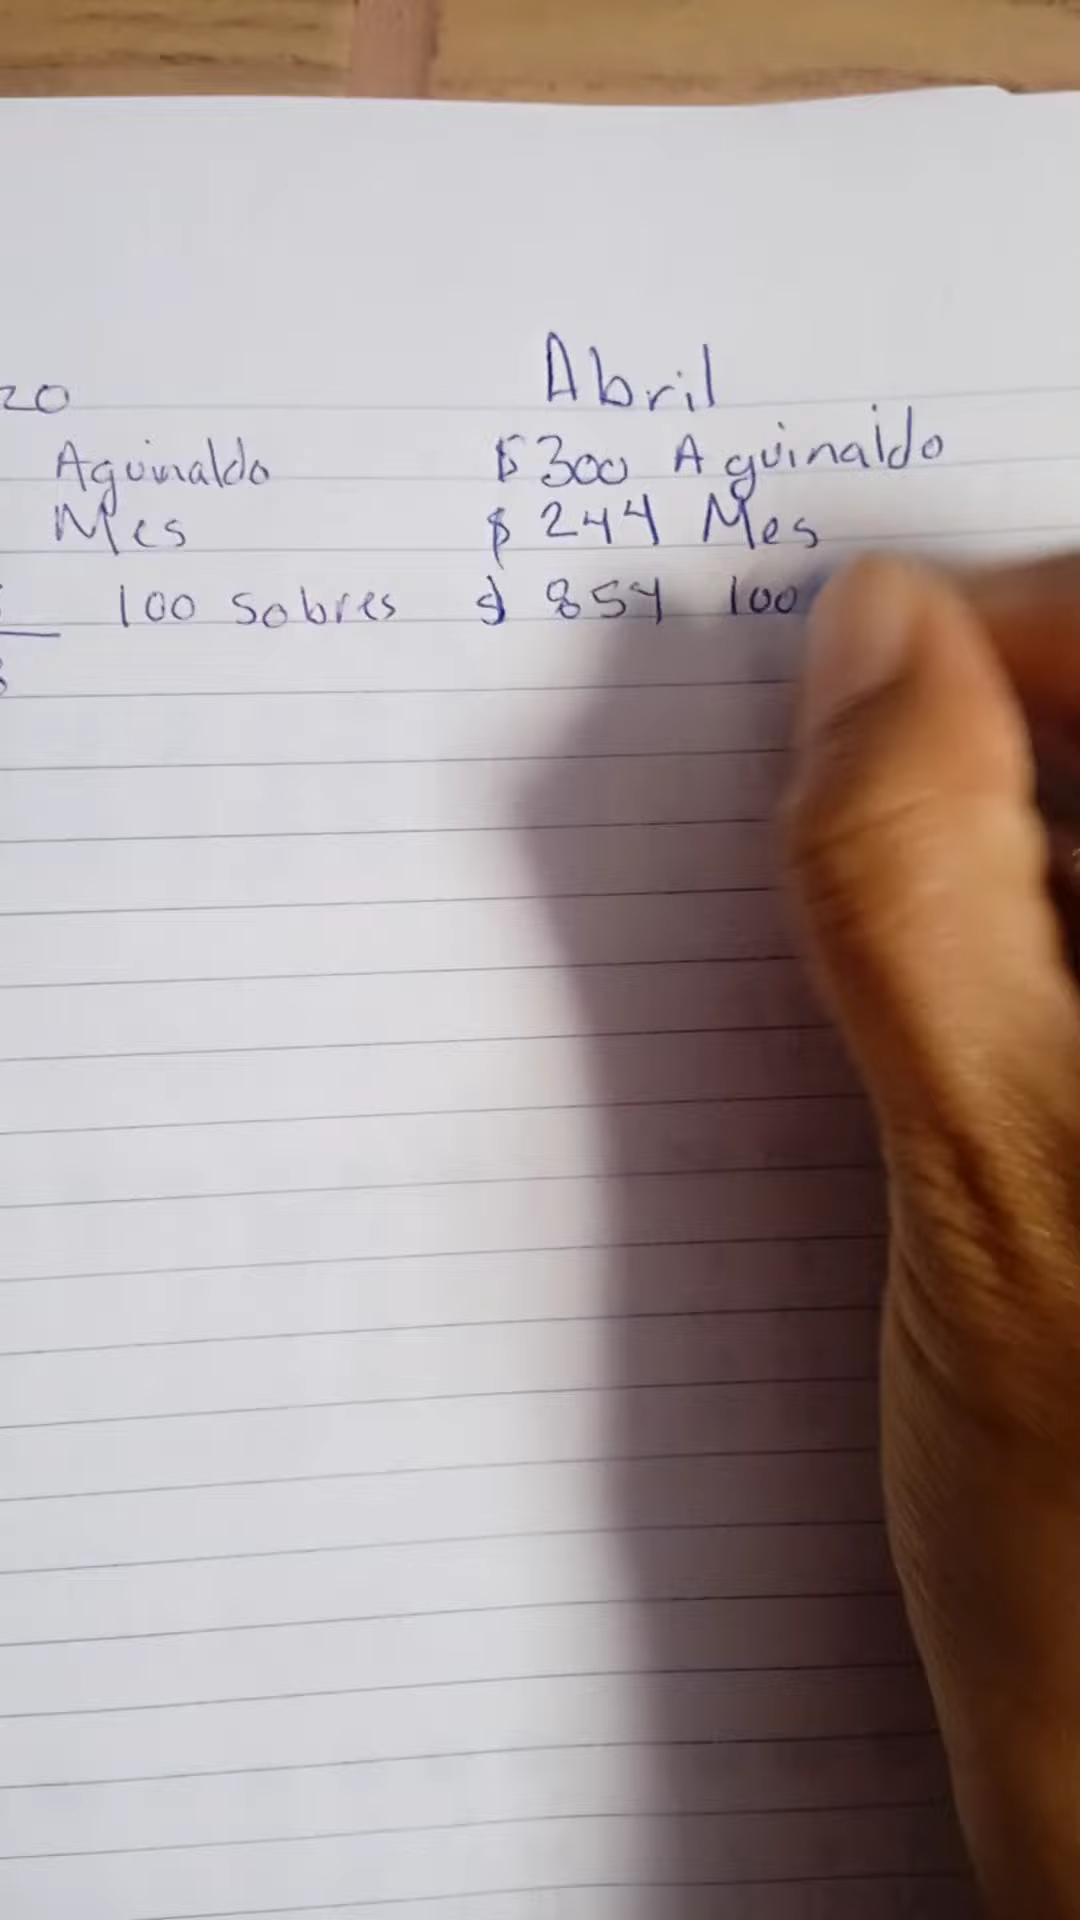 zo
Aguinaldo
Mes
100 Sobres
Abril
$300 Aguinaldo
$ 244 Mes
$ 854 100